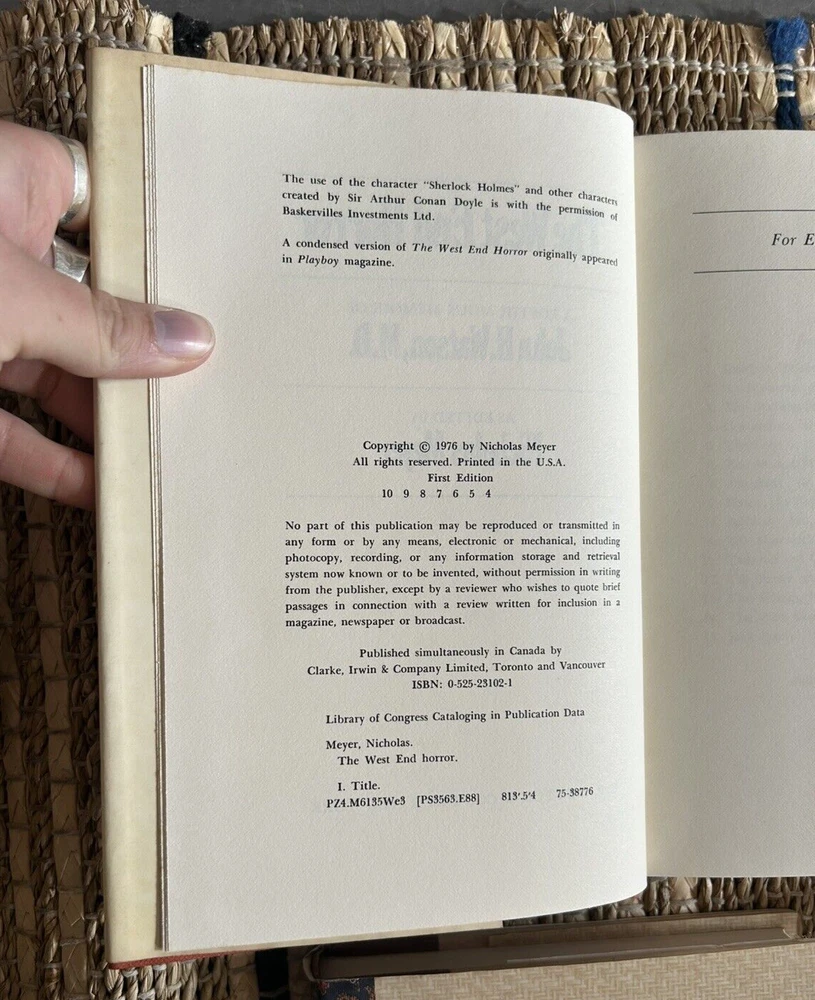 The use of the character "Sherlock Holmes" and other characters
created by Sir Arthur Conan Doyle is with the permission of
Baskervilles Investments Ltd.
A condensed version of The West End Horror originally appeared
in Playboy magazine.
John H. Watson, M.D.
AS EDITED BY
Copyright © 1976 by Nicholas Meyer
All rights reserved. Printed in the U.S.A.
First Edition
10 9 8 7 6 5 4
No part of this publication may be reproduced or transmitted in
any form or by any means, electronic or mechanical, including
photocopy, recording, or any information storage and retrieval
system now known or to be invented, without permission in writing
from the publisher, except by a reviewer who wishes to quote brief
passages in connection with a review written for inclusion in a
magazine, newspaper or broadcast.
Published simultaneously in Canada by
Clarke, Irwin & Company Limited, Toronto and Vancouver
ISBN: 0-525-23102-1
Library of Congress Cataloging in Publication Data
Meyer, Nicholas.
The West End horror.
I. Title.
PZ4.M6135We3 [PS3563.E88] 813'.5'4 75-38776
For E